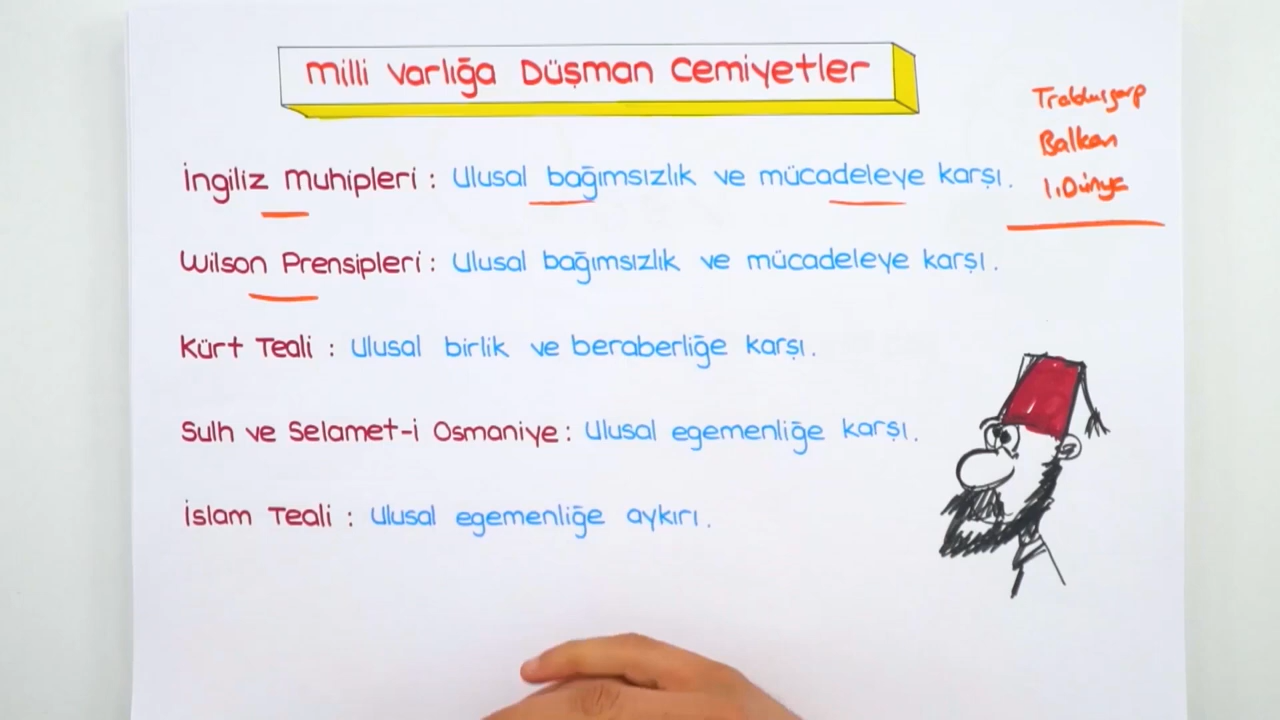 Milli Varlığa Düşman Cemiyetler
İngiliz Muhipleri : Ulusal bağımsızlık ve mücadeleye karşı.
Wilson Prensipleri : Ulusal bağımsızlık ve mücadeleye karşı.
Kürt Teali : Ulusal birlik ve beraberliğe karşı.
Sulh ve Selamet-i Osmaniye : Ulusal egemenliğe karşı.
İslam Teali : Ulusal egemenliğe aykırı.
Trablusgarp
Balkan
1. Dünya